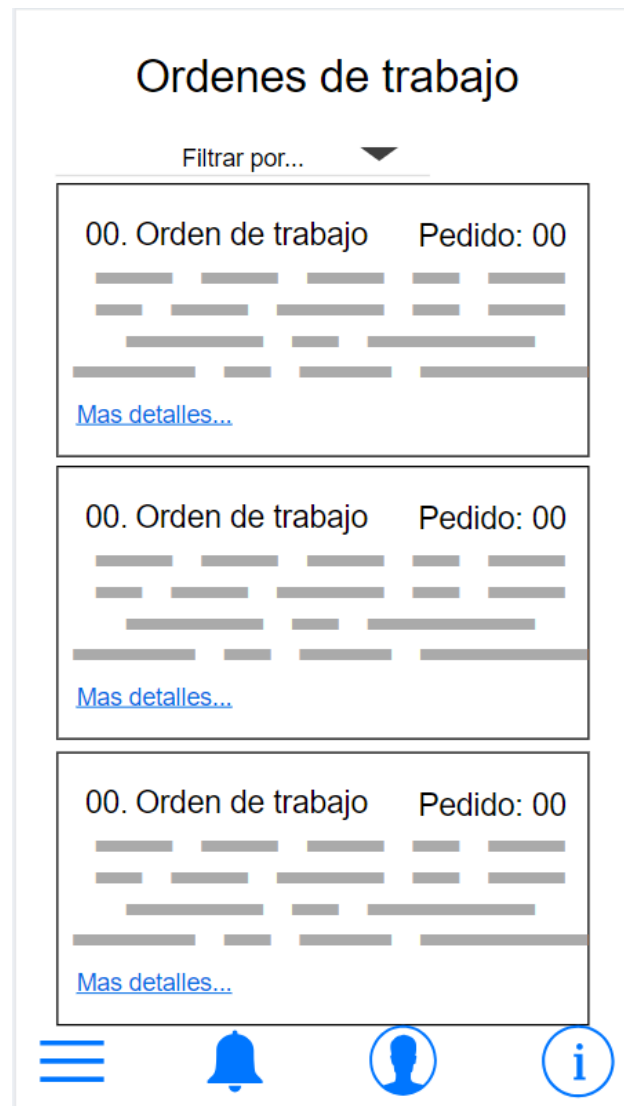 Ordenes de trabajo
Filtrar por...
00. Orden de trabajo Pedido: 00
Mas detalles...
00. Orden de trabajo Pedido: 00
Mas detalles...
00. Orden de trabajo Pedido: 00
Mas detalles...
i